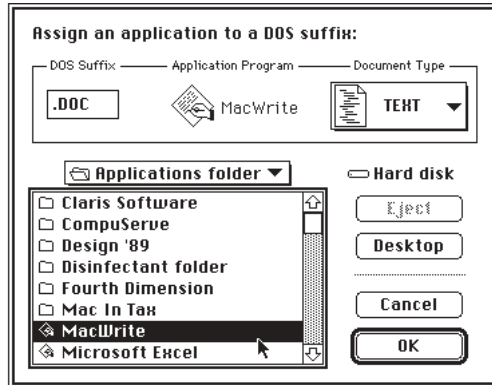 Assign an application to a DOS suffix:
DOS Suffix Application Program Document Type
.DOC MacWrite TEXT
Applications folder Hard disk
Claris Software
CompuServe
Design '89
Disinfectant folder
Fourth Dimension
Mac In Tax
MacWrite
Microsoft Excel
Eject
Desktop
Cancel
OK